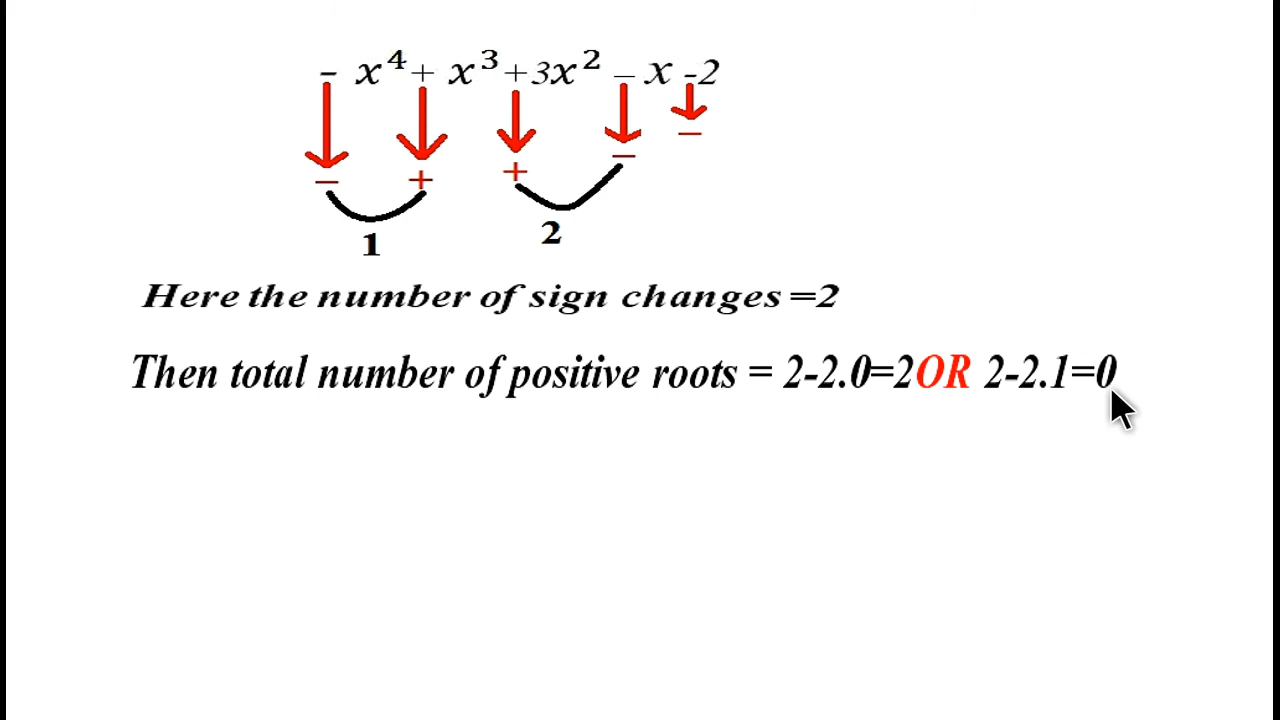 - x⁴+ x³+3x² – x -2
– + + – –
1 2
Here the number of sign changes =2
Then total number of positive roots = 2-2.0=2OR 2-2.1=0